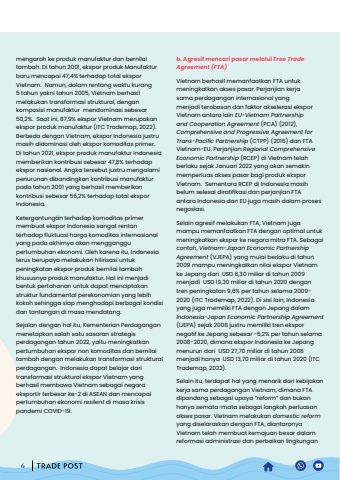 mengarah ke produk manufaktur dan bernilai
tambah. Di tahun 2001, ekspor produk Manufaktur
baru mencapai 47,4% terhadap total ekspor
Vietnam. Namun, dalam rentang waktu kurang
5 tahun yakni tahun 2005, Vietnam berhasil
melakukan transformasi struktural, dengan
komposisi manufaktur mendominasi sebesar
50,2%. Saat ini, 87,9% ekspor Vietnam merupakan
ekspor produk manufaktur (ITC Trademap, 2022).
Berbeda dengan Vietnam, ekspor Indonesia justru
masih didominasi oleh ekspor komoditas primer.
Di tahun 2021, ekspor produk manufaktur Indonesia
memberikan kontribusi sebesar 47,8% terhadap
ekspor nasional. Angka tersebut justru mengalami
penurunan dibandingkan kontribusi manufaktur
pada tahun 2001 yang berhasil memberikan
kontribusi sebesar 56,2% terhadap total ekspor
Indonesia.
Ketergantungan terhadap komoditas primer
membuat ekspor Indonesia sangat rentan
terhadap fluktuasi harga komoditas internasional
yang pada akhirnya akan mengganggu
pertumbuhan ekonomi. Oleh karena itu, Indonesia
terus berupaya melakukan hilirisasi untuk
peningkatan ekspor produk bernilai tambah
khususnya produk manufaktur. Hal ini menjadi
bentuk pertahanan untuk dapat menciptakan
struktur fundamental perekonomian yang lebih
kokoh sehingga siap menghadapi berbagai kondisi
dan tantangan di masa mendatang.
Sejalan dengan hal itu, Kementerian Perdagangan
menetapkan salah satu sasaran strategis
perdagangan tahun 2022, yaitu meningkatkan
pertumbuhan ekspor non komoditas dan bernilai
tambah dengan melakukan transformasi struktural
perdagangan. Indonesia dapat belajar dari
transformasi struktural ekspor Vietnam yang
berhasil membawa Vietnam sebagai negara
eksportir terbesar ke-2 di ASEAN dan mencapai
pertumbuhan ekonomi resilient di masa krisis
pandemi COVID-19.
b. Agresif mencari pasar melalui Free Trade
Agreement (FTA)
Vietnam berhasil memanfaatkan FTA untuk
meningkatkan akses pasar. Perjanjian kerja
sama perdagangan internasional yang
menjadi terobosan dan faktor akselerasi ekspor
Vietnam antara lain EU-Vietnam Partnership
and Cooperation Agreement (PCA) (2012),
Comprehensive and Progressive Agreement for
Trans-Pacific Partnership (CTPP) (2016) dan FTA
Vietnam-EU. Perjanjian Regional Comprehensive
Economic Partnership (RCEP) di Vietnam telah
berlaku sejak Januari 2022 yang akan semakin
memperluas akses pasar bagi produk ekspor
Vietnam. Sementara RCEP di Indonesia masih
belum selesai diratifikasi dan perjanjian FTA
antara Indonesia dan EU juga masih dalam proses
negosiasi.
Selain agresif melakukan FTA, Vietnam juga
mampu memanfaatkan FTA dengan optimal untuk
meningkatkan ekspor ke negara mitra FTA. Sebagai
contoh, Vietnam-Japan Economic Partnership
Agreement (VJEPA) yang mulai berlaku di tahun
2009 mampu meningkatkan nilai ekspor Vietnam
ke Jepang dari USD 6,30 miliar di tahun 2009
menjadi USD 19,30 miliar di tahun 2020 dengan
tren peningkatan 9,6% per tahun selama 2009-
2020 (ITC Trademap, 2022). Di sisi lain, Indonesia
yang juga memiliki FTA dengan Jepang dalam
Indonesia-Japan Economic Partnership Agreement
(IJEPA) sejak 2008 justru memiliki tren ekspor
negatif ke Jepang sebesar -5,2% per tahun selama
2008-2020, dimana ekspor Indonesia ke Jepang
menurun dari USD 27,70 miliar di tahun 2008
menjadi hanya USD 13,70 miliar di tahun 2020 (ITC
Trademap, 2022).
Selain itu, terdapat hal yang menarik dari kebijakan
kerja sama perdagangan Vietnam, dimana FTA
dipandang sebagai upaya "reform" dan bukan
hanya semata-mata sebagai langkah perluasan
akses pasar. Vietnam melakukan domestic reform
yang diselaraskan dengan FTA, diantaranya
Vietnam telah membuat kemajuan besar dalam
reformasi administrasi dan perbaikan lingkungan
6 | TRADE POST